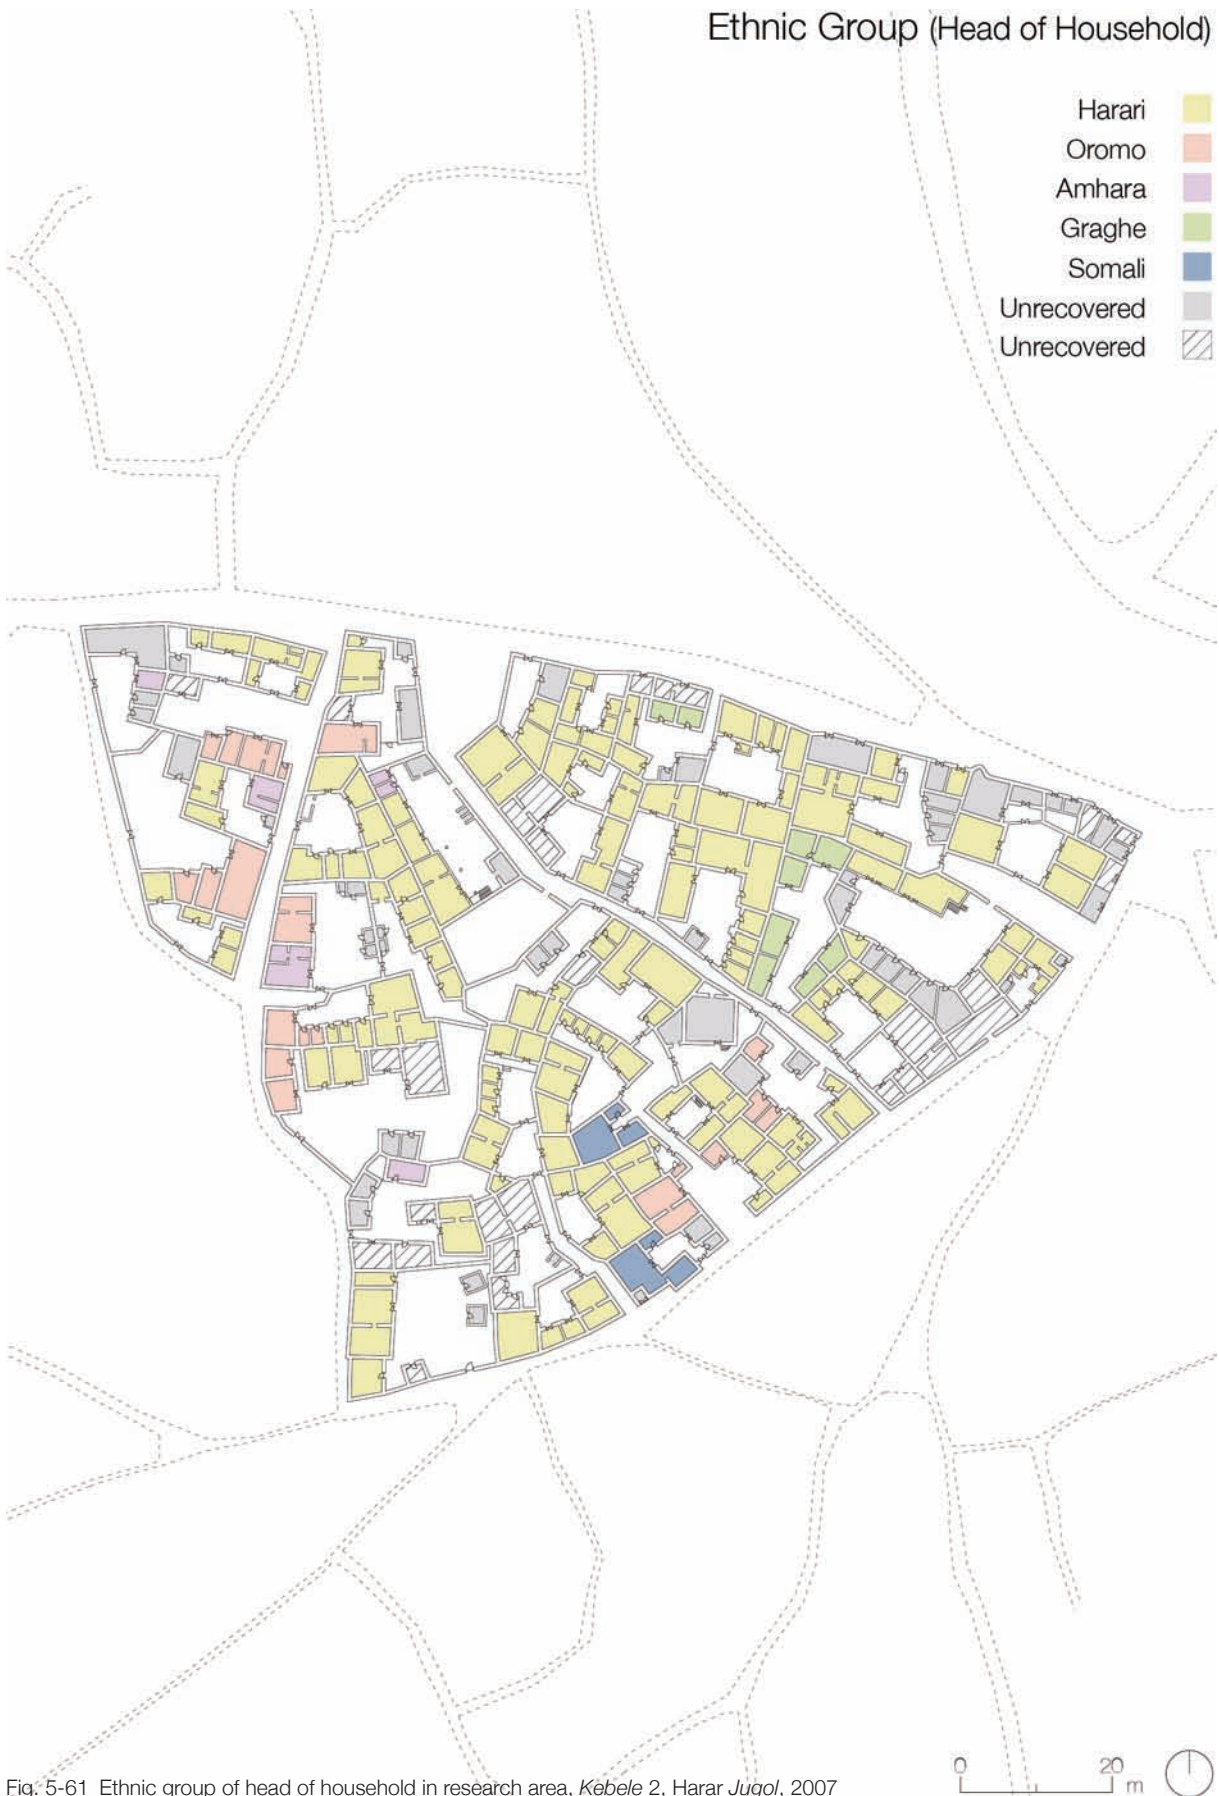 Ethnic Group (Head of Household)
Harari
Oromo
Amhara
Graghe
Somali
Unrecovered
Unrecovered
0 20
m
Fig. 5-61 Ethnic group of head of household in research area, Kebele 2, Harar Jugol, 2007